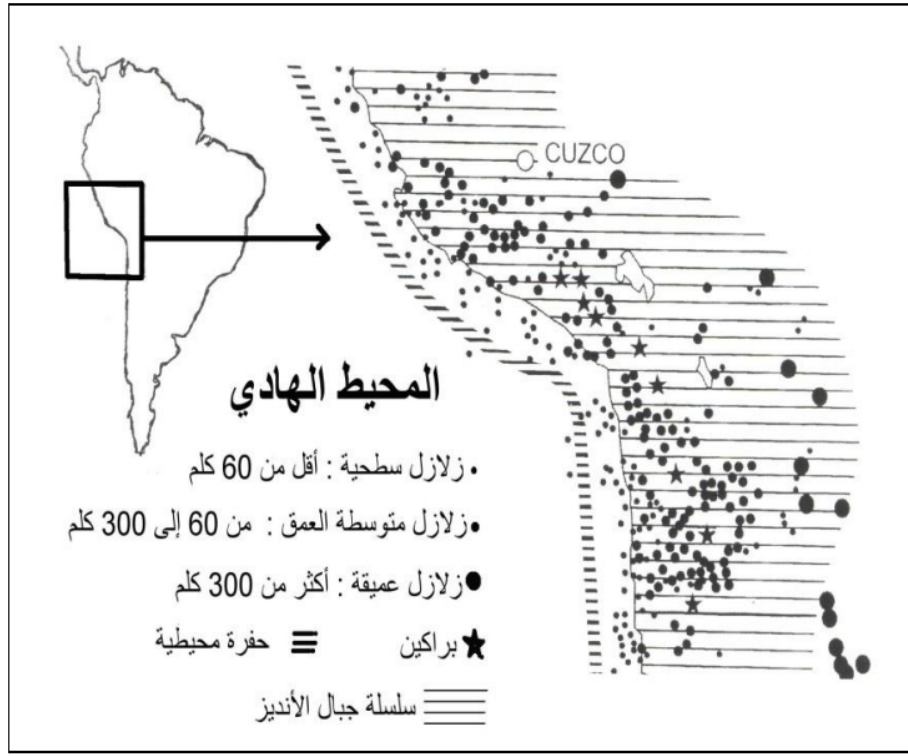 CUZCO
المحيط الهادي
زلازل سطحية : أقل من 60 كلم
زلازل متوسطة العمق : من 60 إلى 300 كلم
زلازل عميقة : أكثر من 300 كلم
براكين
حفرة محيطية
سلسلة جبال الأنديز